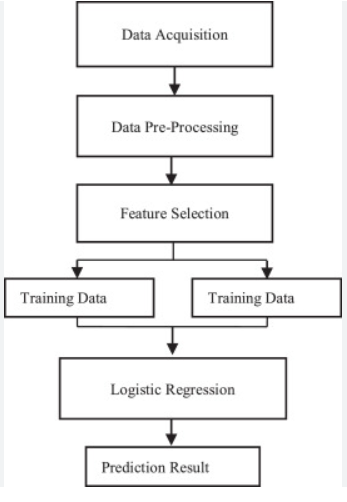 Data Acquisition
Data Pre-Processing
Feature Selection
Training Data
Training Data
Logistic Regression
Prediction Result